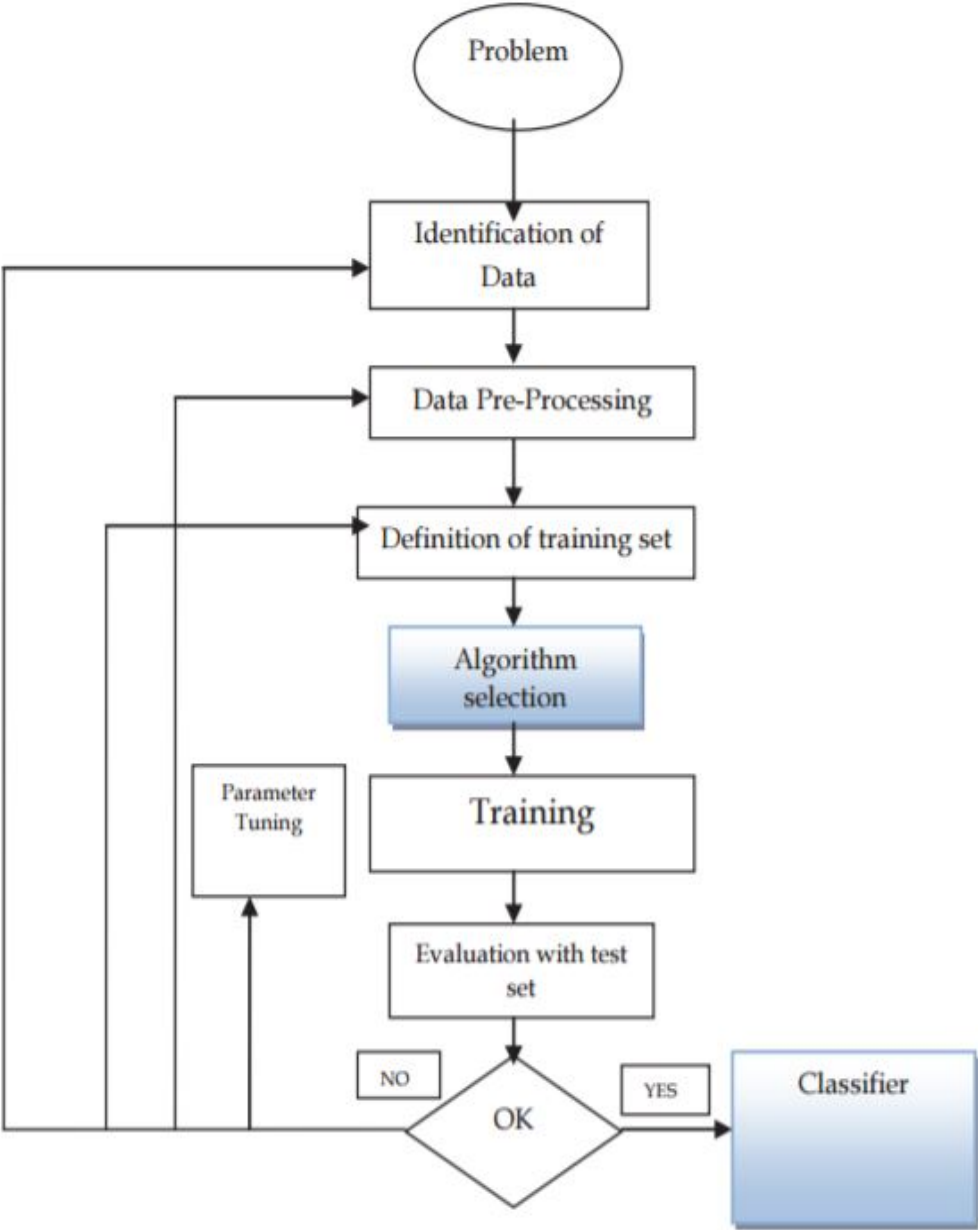 Problem
Identification of
Data
Data Pre-Processing
Definition of training set
Algorithm
selection
Parameter
Tuning
Training
Evaluation with test
set
NO
OK
YES
Classifier